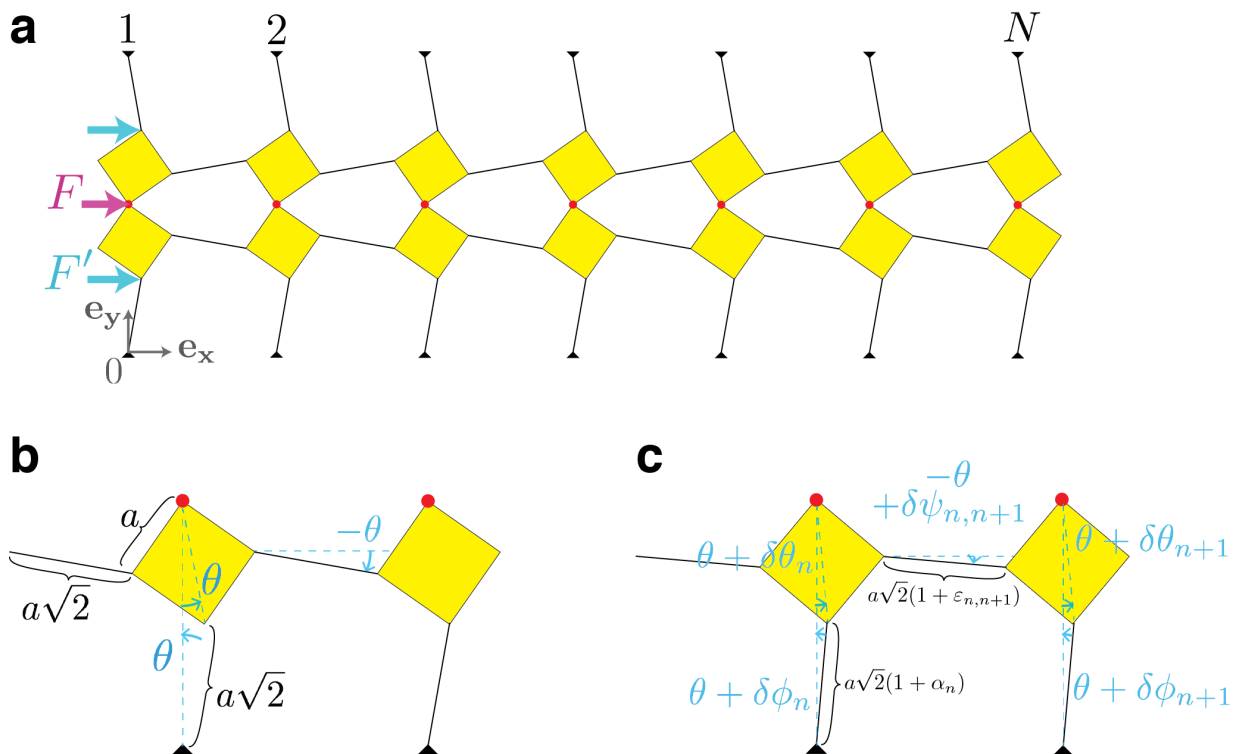 a
1 2 N
F
F′
e_y
0 e_x
b
a
−θ
θ
a√2
θ
a√2
c
−θ
+δψ_{n,n+1}
θ + δθ_n θ + δθ_{n+1}
a√2(1 + ε_{n,n+1})
a√2(1 + α_n)
θ + δϕ_n θ + δϕ_{n+1}